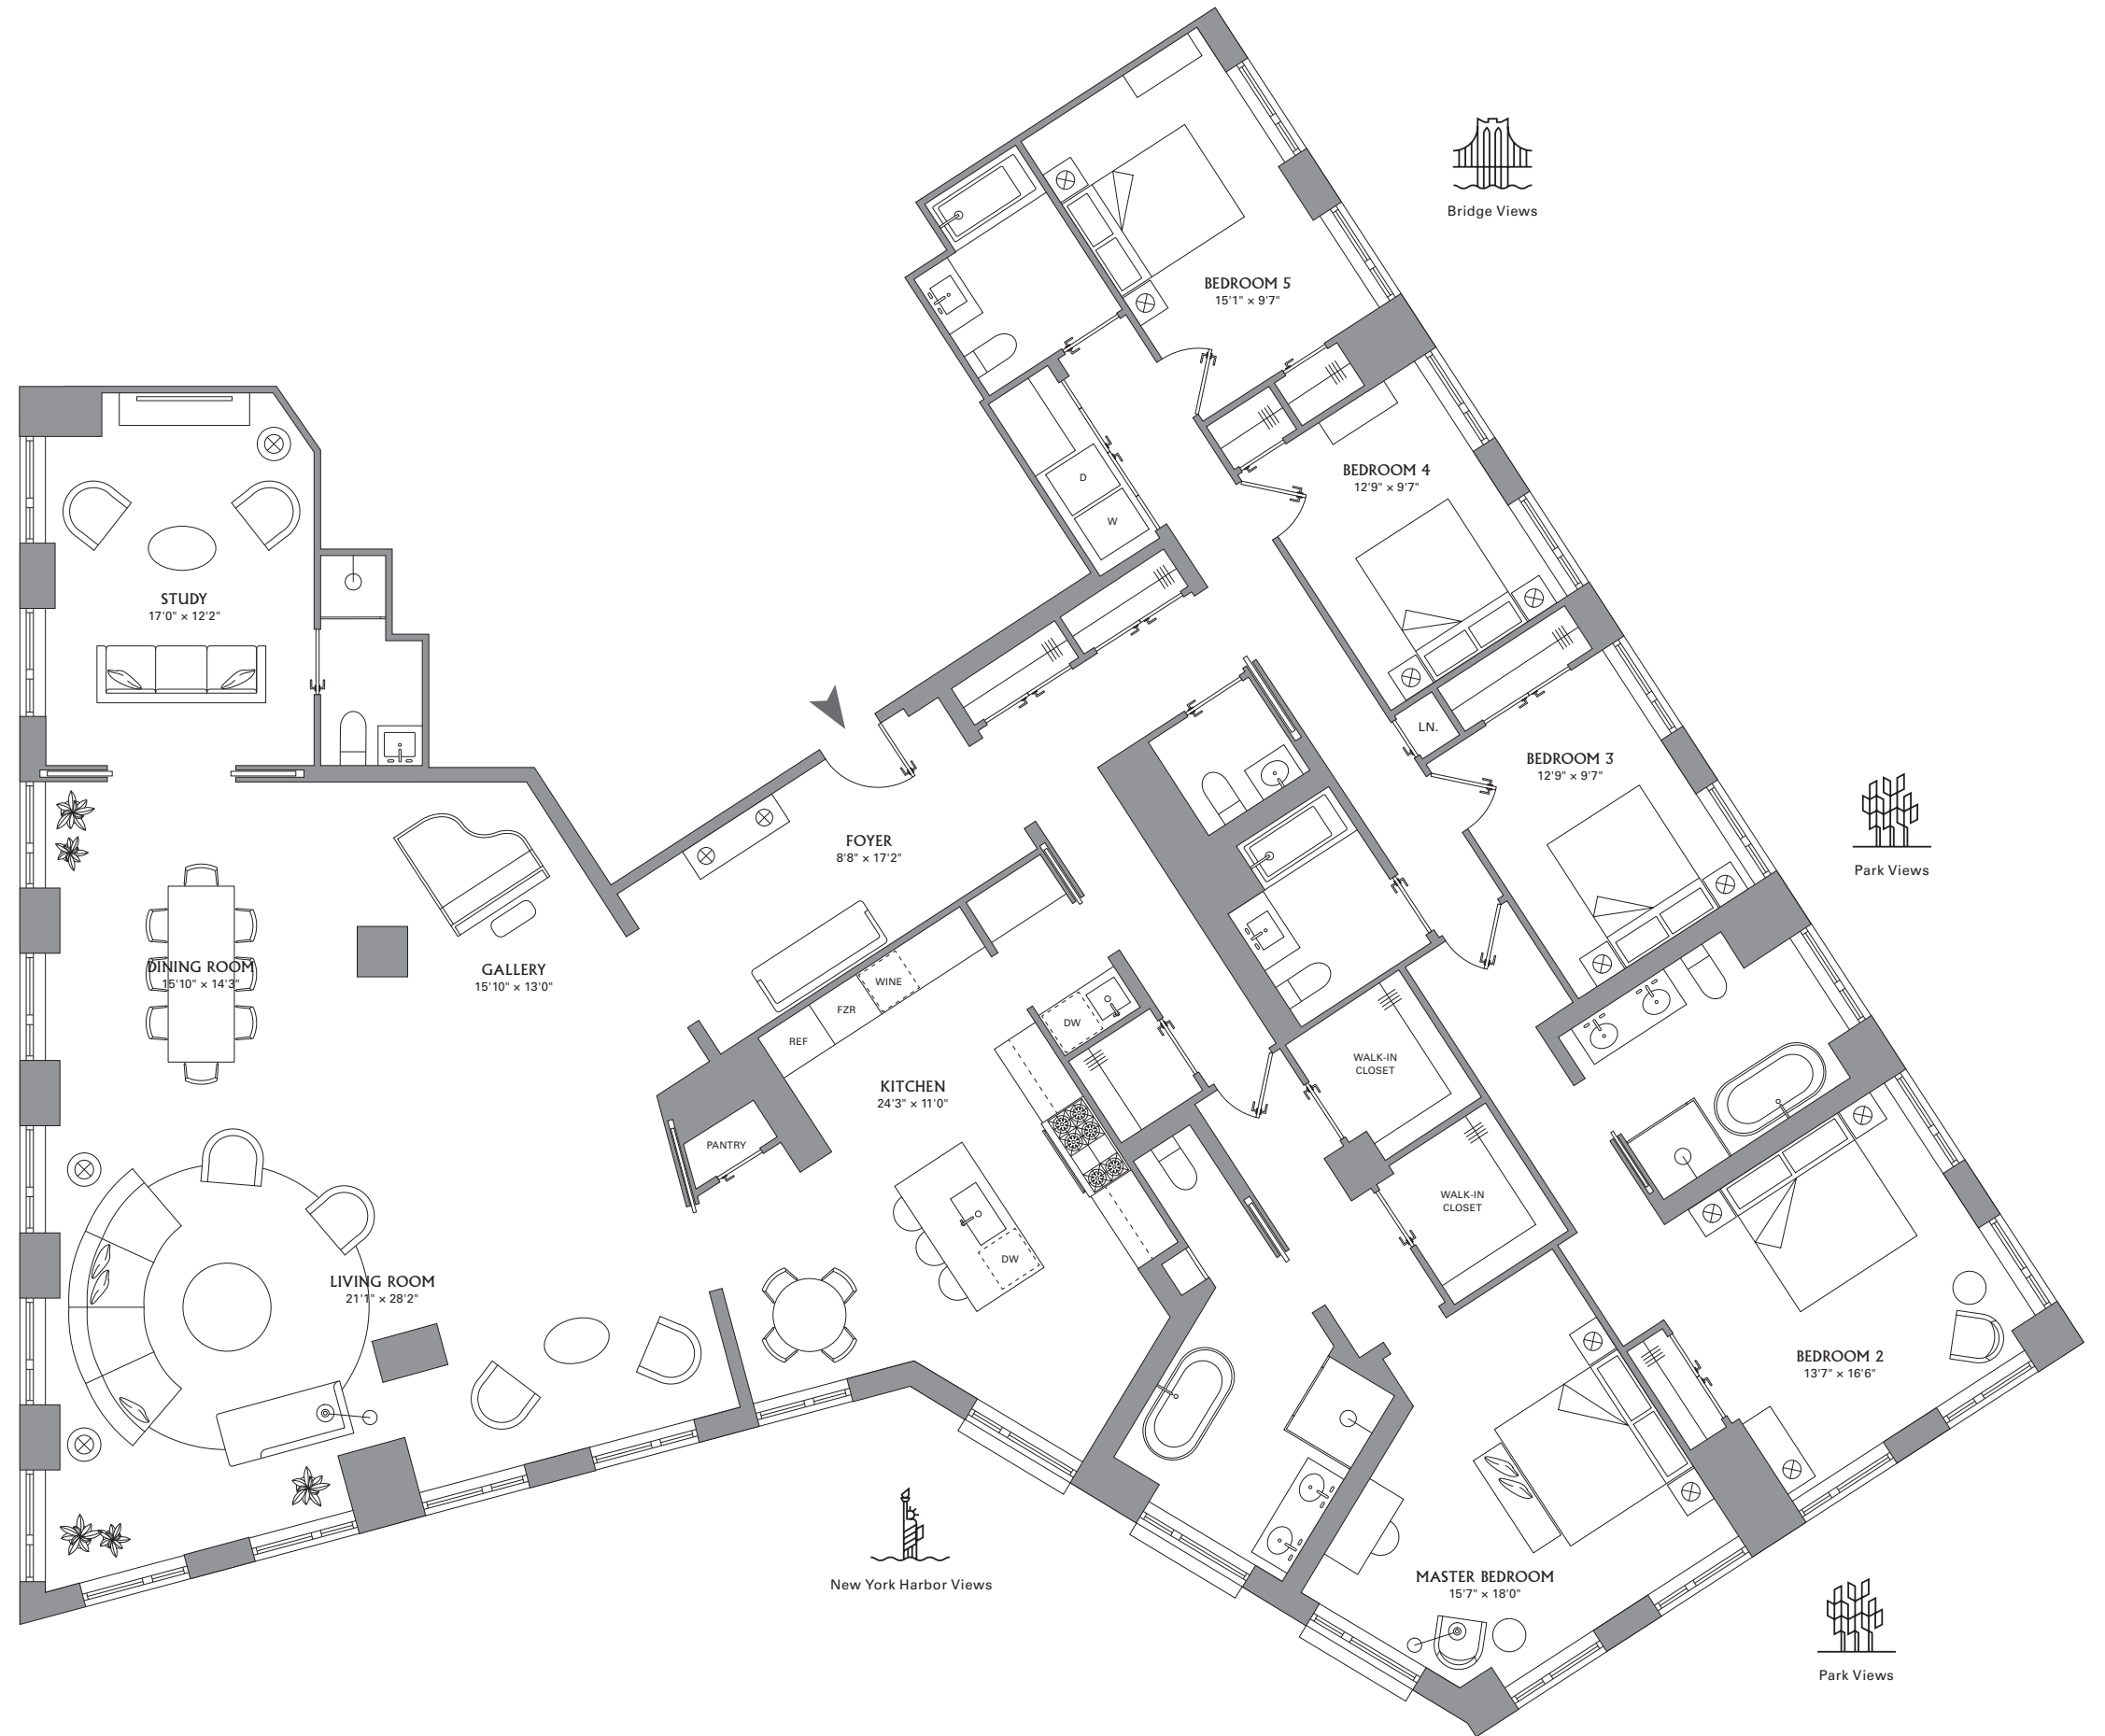 Bridge Views
BEDROOM 5
15'1" × 9'7"
BEDROOM 4
12'9" × 9'7"
D
W
STUDY
17'0" × 12'2"
LN.
BEDROOM 3
12'9" × 9'7"
Park Views
FOYER
8'8" × 17'2"
DINING ROOM
15'10" × 14'3"
GALLERY
15'10" × 13'0"
WINE
FZR
REF
DW
WALK-IN
CLOSET
KITCHEN
24'3" × 11'0"
PANTRY
WALK-IN
CLOSET
DW
LIVING ROOM
21'1" × 28'2"
BEDROOM 2
13'7" × 16'6"
New York Harbor Views
MASTER BEDROOM
15'7" × 18'0"
Park Views